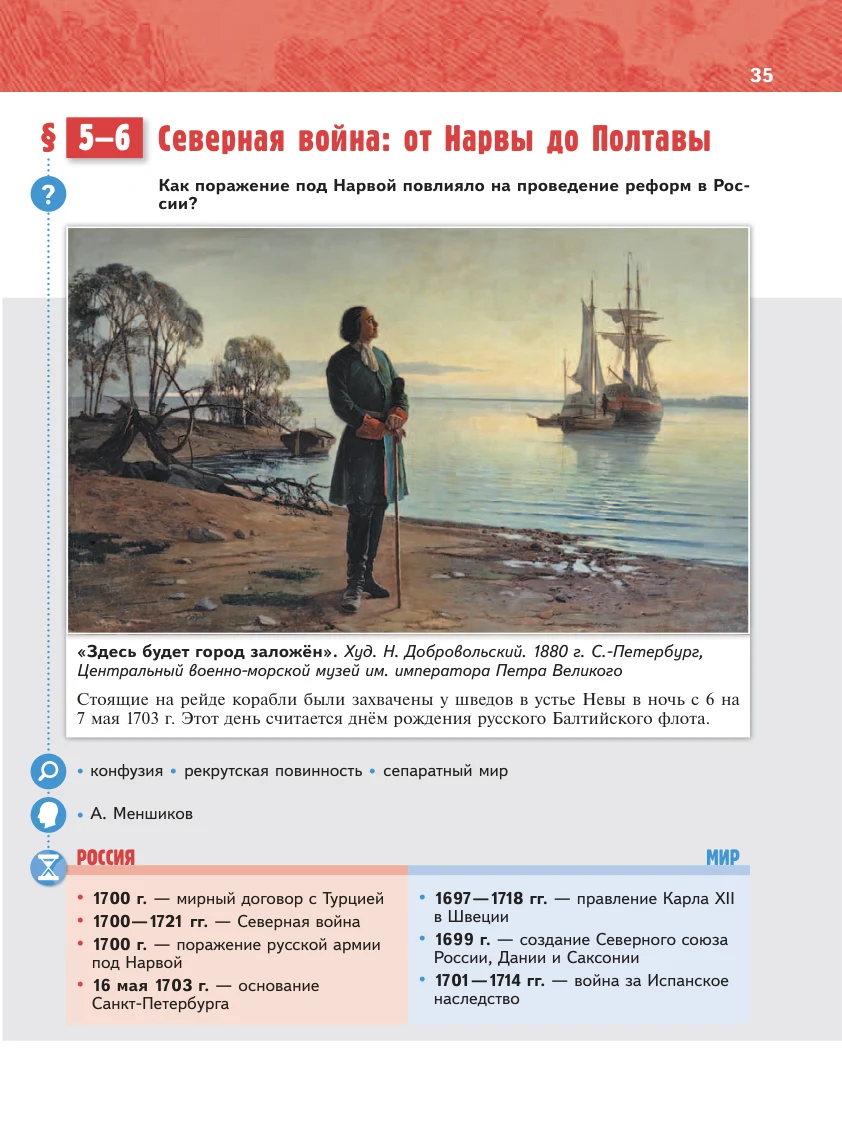 35
§ 5–6 Северная война: от Нарвы до Полтавы
?
Как поражение под Нарвой повлияло на проведение реформ в Рос-
сии?
«Здесь будет город заложён». Худ. Н. Добровольский. 1880 г. С.-Петербург,
Центральный военно-морской музей им. императора Петра Великого
Стоящие на рейде корабли были захвачены у шведов в устье Невы в ночь с 6 на
7 мая 1703 г. Этот день считается днём рождения русского Балтийского флота.
• конфузия • рекрутская повинность • сепаратный мир
• А. Меншиков
РОССИЯ
• 1700 г. — мирный договор с Турцией
• 1700—1721 гг. — Северная война
• 1700 г. — поражение русской армии
под Нарвой
• 16 мая 1703 г. — основание
Санкт-Петербурга
МИР
• 1697—1718 гг. — правление Карла XII
в Швеции
• 1699 г. — создание Северного союза
России, Дании и Саксонии
• 1701—1714 гг. — война за Испанское
наследство